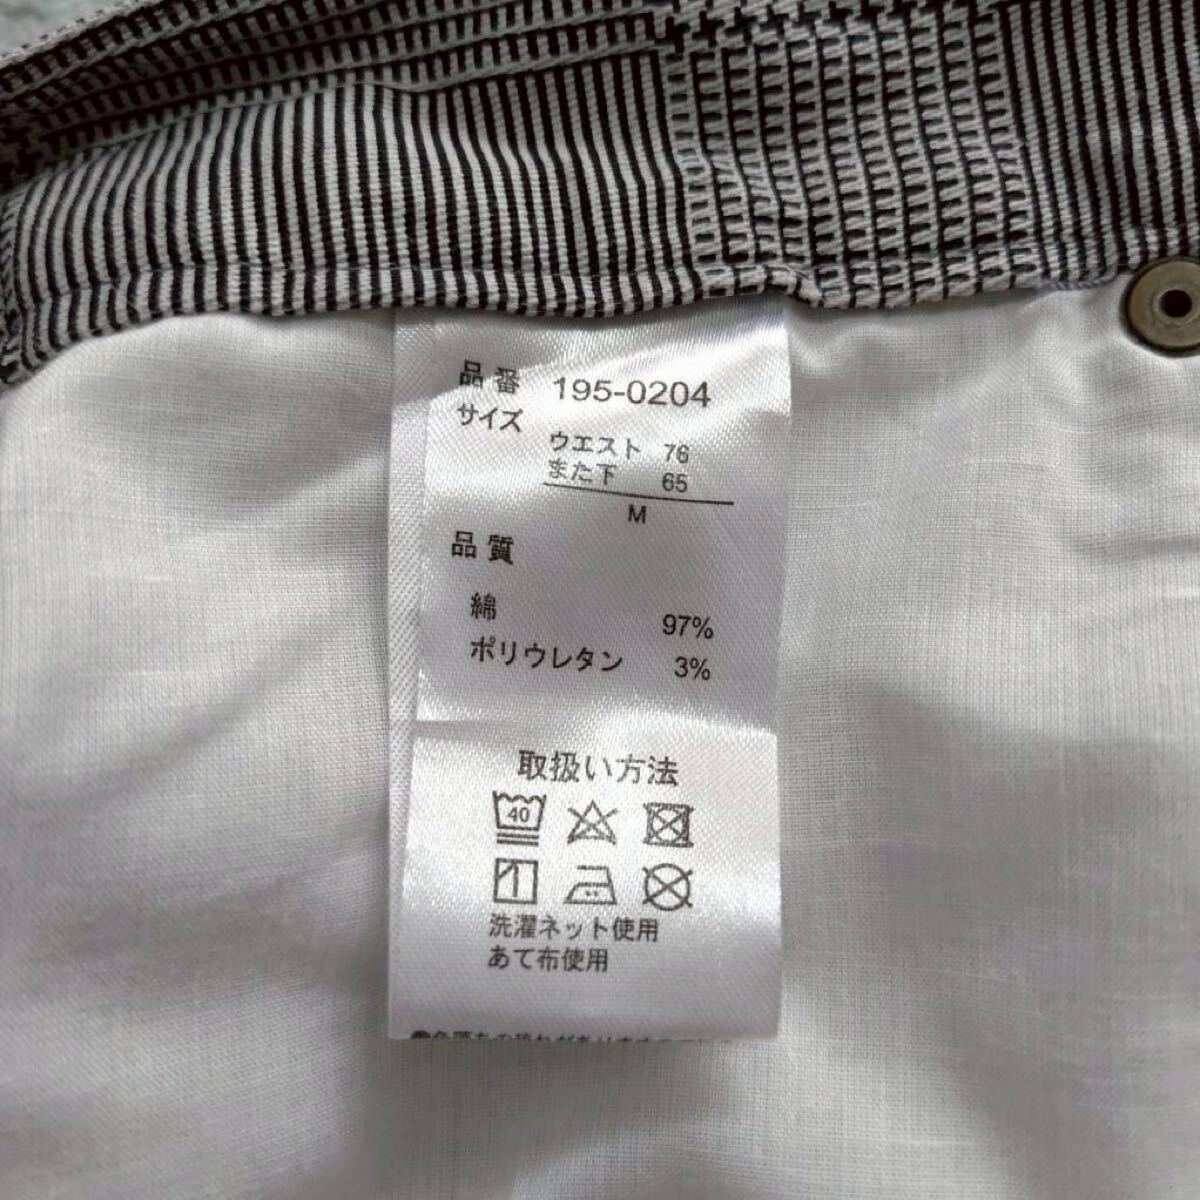 品番 195-0204
サイズ
ウエスト 76
また下 65
M
品質
綿 97%
ポリウレタン 3%
取扱い方法
40
洗濯ネット使用
あて布使用